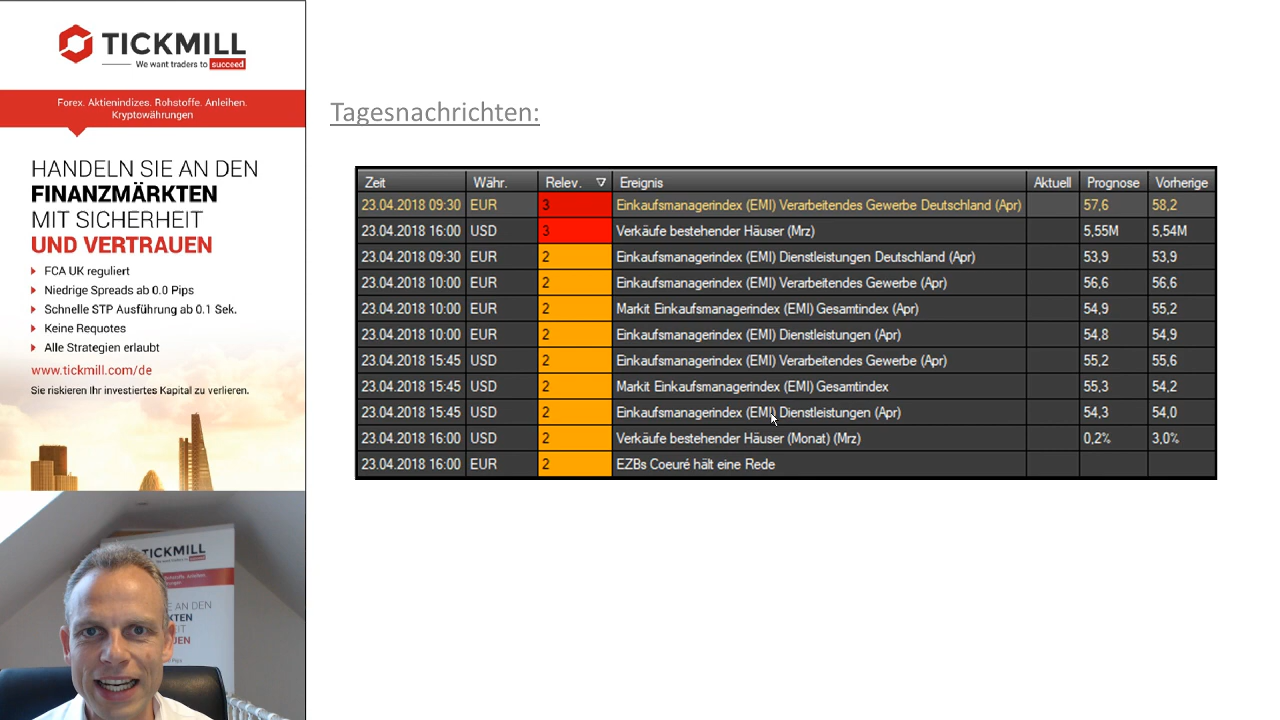 TICKMILL
We want traders to succeed
Forex. Aktienindizes. Rohstoffe. Anleihen.
Kryptowährungen
HANDELN SIE AN DEN
FINANZMÄRKTEN
MIT SICHERHEIT
UND VERTRAUEN
FCA UK reguliert
Niedrige Spreads ab 0.0 Pips
Schnelle STP Ausführung ab 0.1 Sek.
Keine Requotes
Alle Strategien erlaubt
www.tickmill.com/de
Sie riskieren Ihr investiertes Kapital zu verlieren.
Tagesnachrichten:
Zeit Währ. Relev. Ereignis Aktuell Prognose Vorherige
23.04.2018 09:30 EUR 3 Einkaufsmanagerindex (EMI) Verarbeitendes Gewerbe Deutschland (Apr) 57,6 58,2
23.04.2018 16:00 USD 3 Verkäufe bestehender Häuser (Mrz) 5,55M 5,54M
23.04.2018 09:30 EUR 2 Einkaufsmanagerindex (EMI) Dienstleistungen Deutschland (Apr) 53,9 53,9
23.04.2018 10:00 EUR 2 Einkaufsmanagerindex (EMI) Verarbeitendes Gewerbe (Apr) 56,6 56,6
23.04.2018 10:00 EUR 2 Markit Einkaufsmanagerindex (EMI) Gesamtindex (Apr) 54,9 55,2
23.04.2018 10:00 EUR 2 Einkaufsmanagerindex (EMI) Dienstleistungen (Apr) 54,8 54,9
23.04.2018 15:45 USD 2 Einkaufsmanagerindex (EMI) Verarbeitendes Gewerbe (Apr) 55,2 55,6
23.04.2018 15:45 USD 2 Markit Einkaufsmanagerindex (EMI) Gesamtindex 55,3 54,2
23.04.2018 15:45 USD 2 Einkaufsmanagerindex (EMI) Dienstleistungen (Apr) 54,3 54,0
23.04.2018 16:00 USD 2 Verkäufe bestehender Häuser (Monat) (Mrz) 0,2% 3,0%
23.04.2018 16:00 EUR 2 EZBs Coeuré hält eine Rede
TICKMILL
E AN DEN
KTEN
EIT
UEN